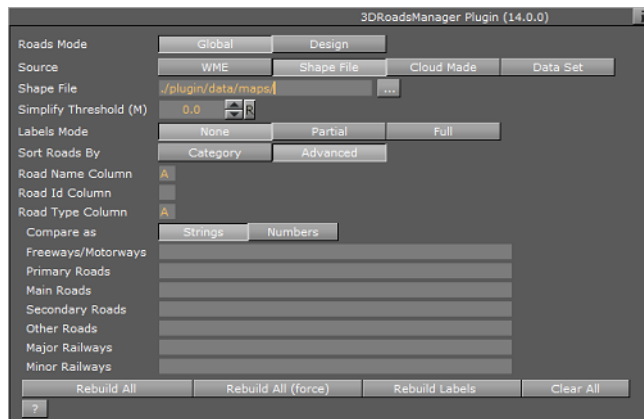 3DRoadsManager Plugin (14.0.0) i
Roads Mode Global Design
Source WME Shape File Cloud Made Data Set
Shape File ./plugin/data/maps/ ...
Simplify Threshold (M) 0.0 R
Labels Mode None Partial Full
Sort Roads By Category Advanced
Road Name Column A
Road Id Column
Road Type Column A
Compare as Strings Numbers
Freeways/Motorways
Primary Roads
Main Roads
Secondary Roads
Other Roads
Major Railways
Minor Railways
Rebuild All Rebuild All (force) Rebuild Labels Clear All
?